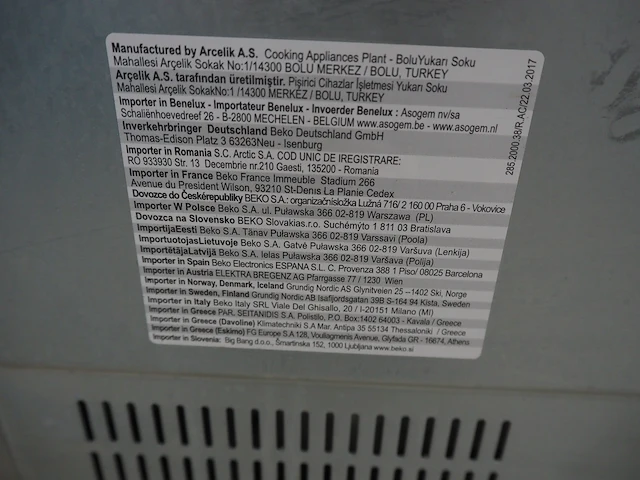 Manufactured by Arcelik A.S. Cooking Appliances Plant - BoluYukarı Soku
Mahallesi Arçelik Sokak No:1/14300 BOLU MERKEZ / BOLU, TURKEY
Arçelik A.S. tarafından üretilmiştir. Pişirici Cihazlar İşletmesi Yukarı Soku
Mahallesi Arçelik SokakNo:1 /14300 MERKEZ / BOLU, TURKEY
Importer in Benelux - Importateur Benelux - Invoerder Benelux : Asogem nv/sa
Schaliënhoevedreef 26 - B-2800 MECHELEN - BELGIUM www.asogem.be - www.asogem.nl
Inverkehrbringer Deutschland Beko Deutschland GmbH
Thomas-Edison Platz 3 63263Neu - Isenburg
Importer in Romania S.C. Arctic S.A. COD UNIC DE IREGISTRARE:
RO 933930 Str. 13 Decembrie nr.210 Gaesti, 135200 - Romania
Importer in France Beko France Immeuble Stadium 266
Avenue du President Wilson, 93210 St-Denis La Planie Cedex
Dovozce do Českérepubliky BEKO S.A.: organizačnísložka Lužná 716/ 2 160 00 Praha 6 - Vokovice
Importer W Polsce Beko S.A. ul. Puławska 366 02-819 Warszawa (PL)
Dovozca na Slovensko BEKO Slovakias.r.o. Suchémýto 1 811 03 Bratislava
ImportijaEesti Beko S.A. Tänav Puławska 366 02-819 Varssavi (Poola)
ImportuotojasLietuvoje Beko S.A. Gatvė Puławska 366 02-819 Varšuva (Lenkija)
ImportētājaLatvijā Beko S.A. Ielas Puławska 366 02-819 Varšava (Polija)
Importer in Spain Beko Electronics ESPANA S.L. C. Provenza 388 1 Piso/ 08025 Barcelona
Importer in Austria ELEKTRA BREGENZ AG Pfarrgasse 77 / 1230 Wien
Importer in Norway, Denmark, Iceland Grundig Nordic AS Glynitveien 25 --1402 Ski, Norge
Importer in Sweden, Finland Grundig Nordic AB Isafjordsgatan 39B S-164 94 Kista, Sweden
Importer in Italy Beko Italy SRL Viale Del Ghisallo, 20 / I-20151 Milano (MI)
Importer in Greece PAR. SEITANIDIS S.A. Postilio, P.O. Box:1402 64003 - Kavala / Greece
Importer in Greece (Davoline) Klimatechniki S.A Mar. Antipa 35 55134 Thessaloniki / Greece
Importer in Greece (Eskimo) FG Europe S.A 128, Vouliagmenis Avenue, Glyfada GR - 16674, Athens
Importer in Slovenia: Big Bang d.o.o., Šmartinska 152, 1000 Ljubljana www.beko.si
285.2000.38/R.AC/22.03.2017